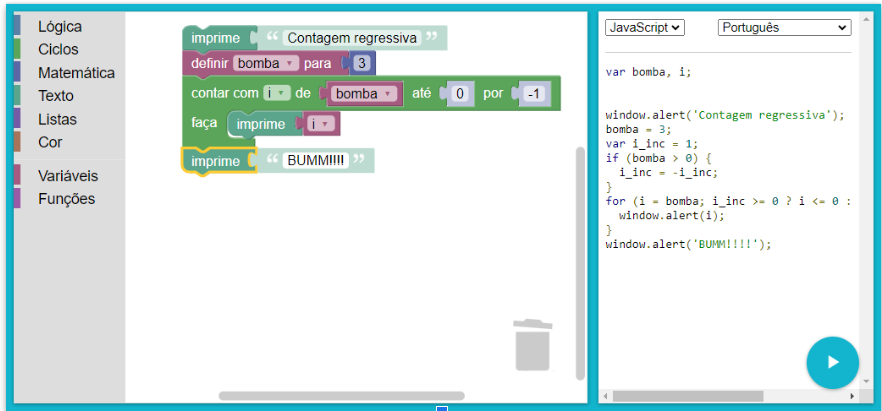 Lógica
Ciclos
Matemática
Texto
Listas
Cor
Variáveis
Funções
imprime “ Contagem regressiva ”
definir bomba para 3
contar com i de bomba até 0 por -1
faça imprime i
imprime “ BUMM!!!! ”
JavaScript Português
var bomba, i;
window.alert('Contagem regressiva');
bomba = 3;
var i_inc = 1;
if (bomba > 0) {
i_inc = -i_inc;
}
for (i = bomba; i_inc >= 0 ? i <= 0 :
window.alert(i);
}
window.alert('BUMM!!!!');